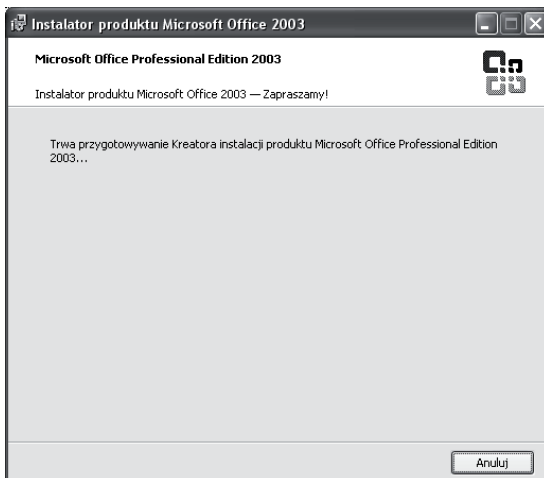 Instalator produktu Microsoft Office 2003
Microsoft Office Professional Edition 2003
Instalator produktu Microsoft Office 2003 — Zapraszamy!
Trwa przygotowywanie Kreatora instalacji produktu Microsoft Office Professional Edition
2003...
Anuluj